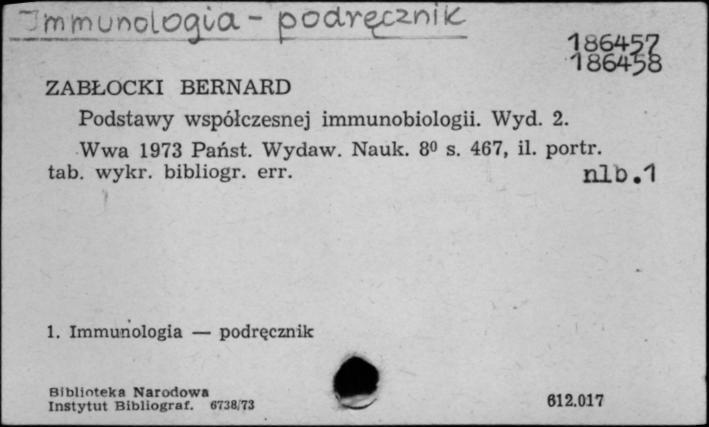 Immunologia - podręcznik
186457
186458
ZABŁOCKI BERNARD
Podstawy współczesnej immunobiologii. Wyd. 2.
Wwa 1973 Państ. Wydaw. Nauk. 8⁰ s. 467, il. portr.
tab. wykr. bibliogr. err. nlb.1
1. Immunologia — podręcznik
Biblioteka Narodowa
Instytut Bibliograf. 6738/73
612.017